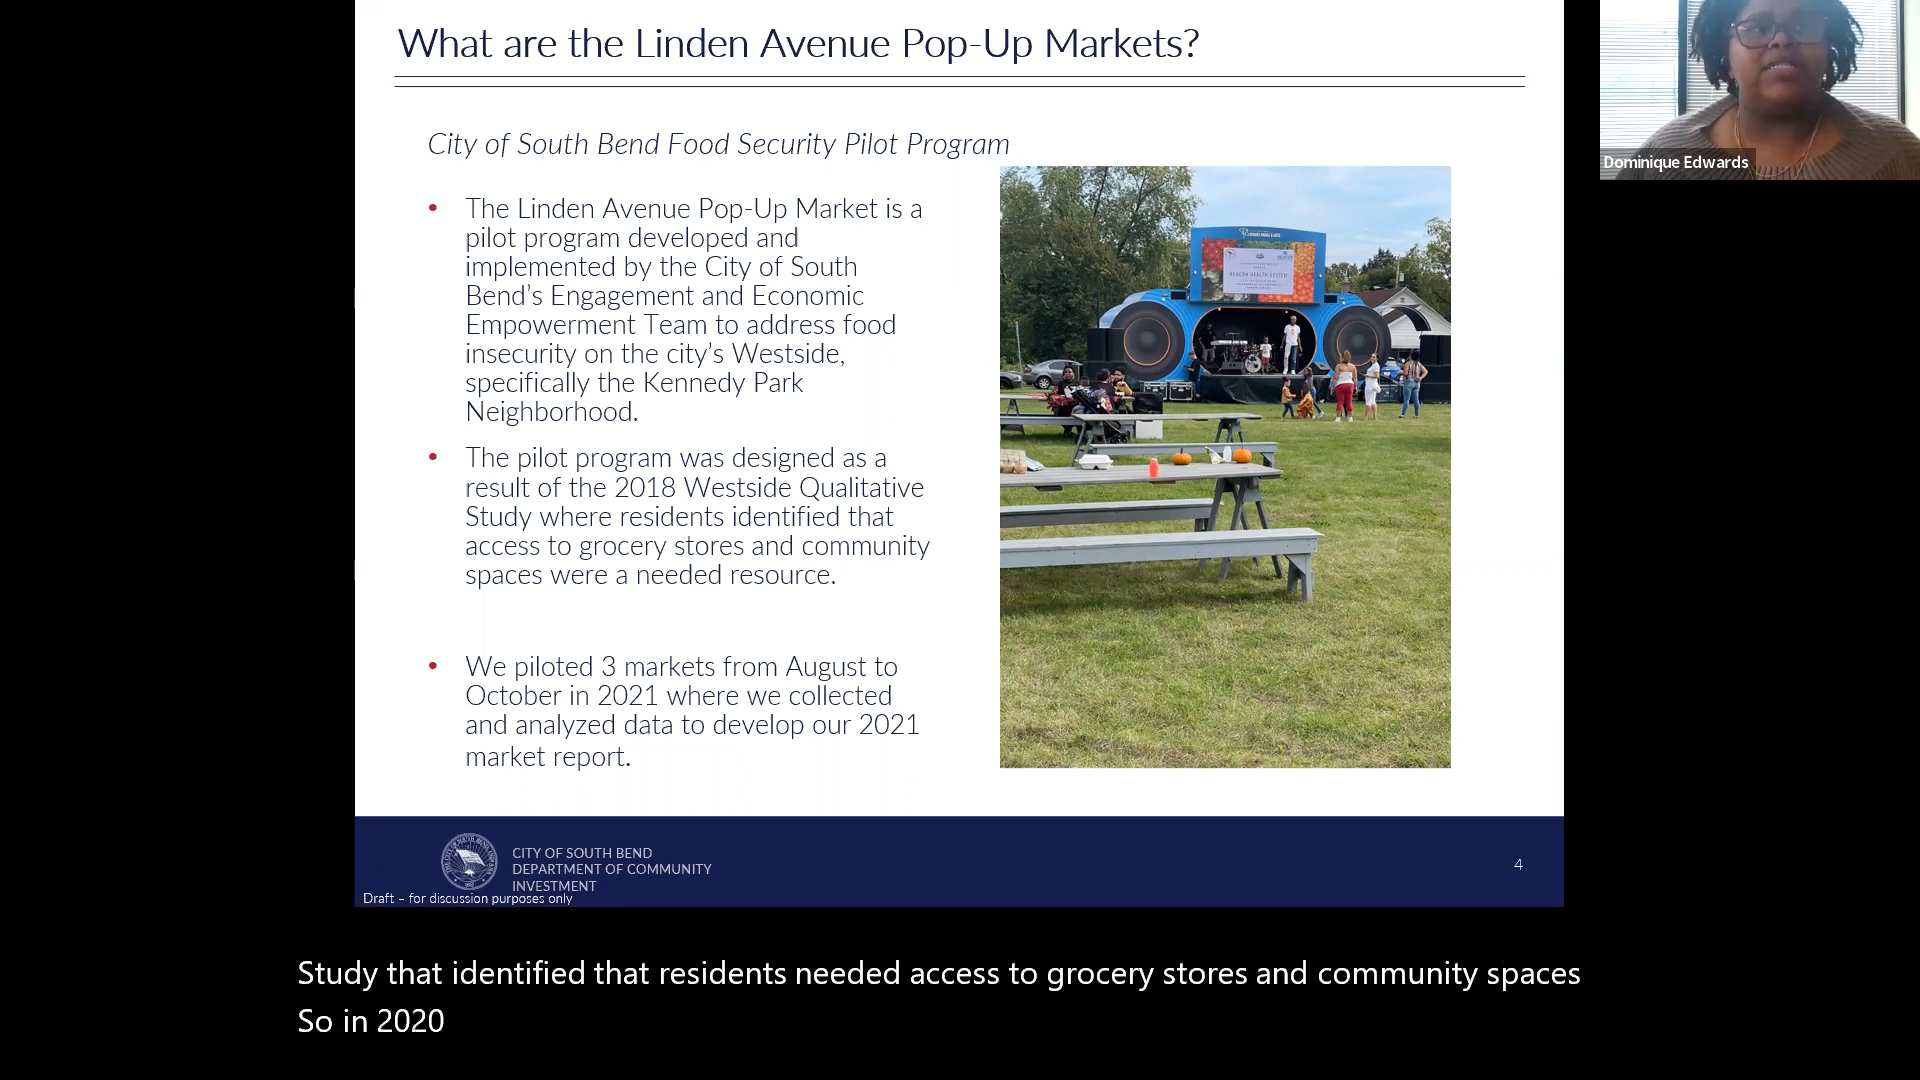 What are the Linden Avenue Pop-Up Markets?
City of South Bend Food Security Pilot Program
• The Linden Avenue Pop-Up Market is a
pilot program developed and
implemented by the City of South
Bend’s Engagement and Economic
Empowerment Team to address food
insecurity on the city’s Westside,
specifically the Kennedy Park
Neighborhood.
• The pilot program was designed as a
result of the 2018 Westside Qualitative
Study where residents identified that
access to grocery stores and community
spaces were a needed resource.
• We piloted 3 markets from August to
October in 2021 where we collected
and analyzed data to develop our 2021
market report.
BEACON HEALTH SYSTEM
Dominique Edwards
CITY OF SOUTH BEND
DEPARTMENT OF COMMUNITY
INVESTMENT
4
Draft – for discussion purposes only
Study that identified that residents needed access to grocery stores and community spaces
So in 2020